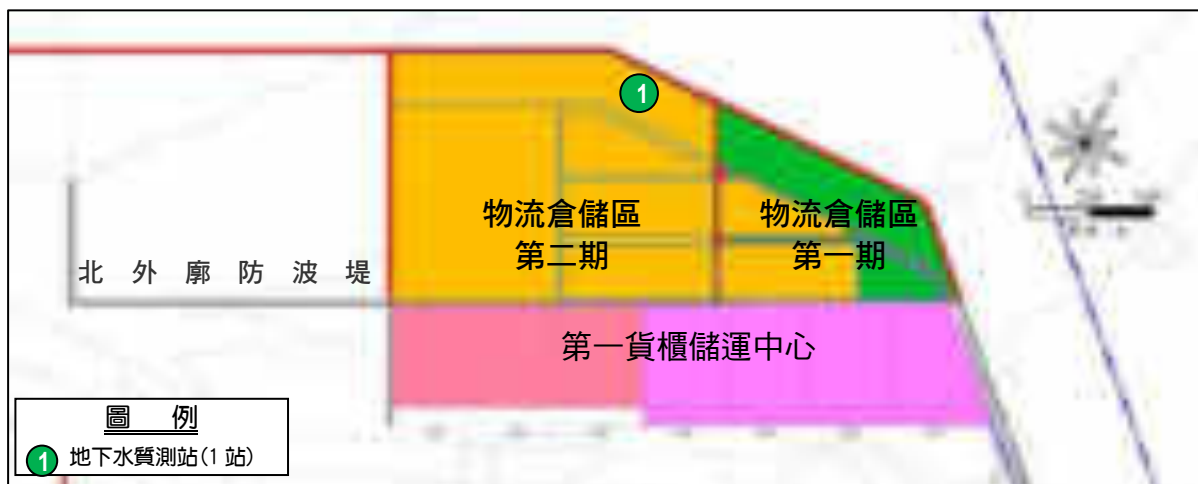 1
物流倉儲區
第二期
物流倉儲區
第一期
北外廓防波堤
第一貨櫃儲運中心
圖 例
1 地下水質測站(1 站)